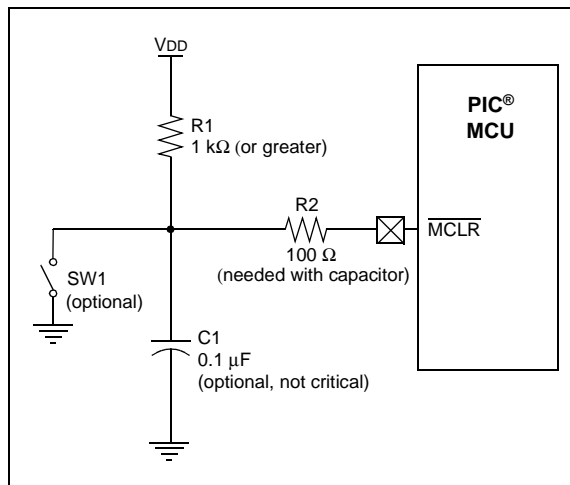 VDD
PIC®
MCU
R1
1 kΩ (or greater)
R2
MCLR
100 Ω
(needed with capacitor)
SW1
(optional)
C1
0.1 μF
(optional, not critical)